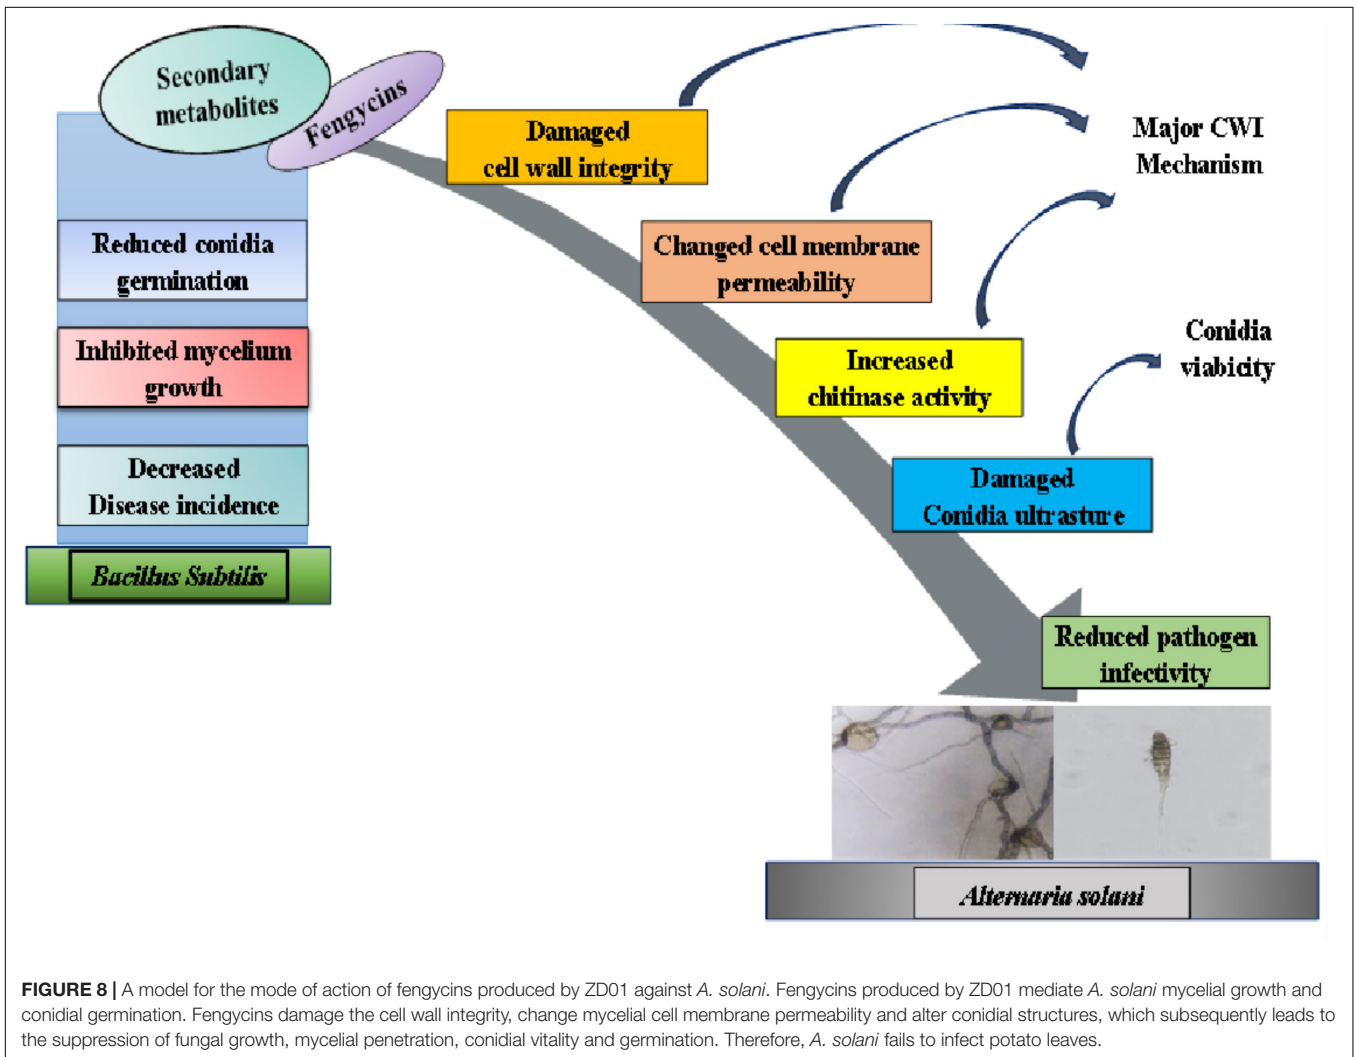 Secondary
metabolites
Fengycins
Reduced conidia
germination
Inhibited mycelium
growth
Decreased
Disease incidence
Bacillus Subtilis
Damaged
cell wall integrity
Changed cell membrane
permeability
Increased
chitinase activity
Damaged
Conidia ultrasture
Major CWI
Mechanism
Conidia
viabicity
Reduced pathogen
infectivity
Alternaria solani
FIGURE 8 | A model for the mode of action of fengycins produced by ZD01 against A. solani. Fengycins produced by ZD01 mediate A. solani mycelial growth and
conidial germination. Fengycins damage the cell wall integrity, change mycelial cell membrane permeability and alter conidial structures, which subsequently leads to
the suppression of fungal growth, mycelial penetration, conidial vitality and germination. Therefore, A. solani fails to infect potato leaves.